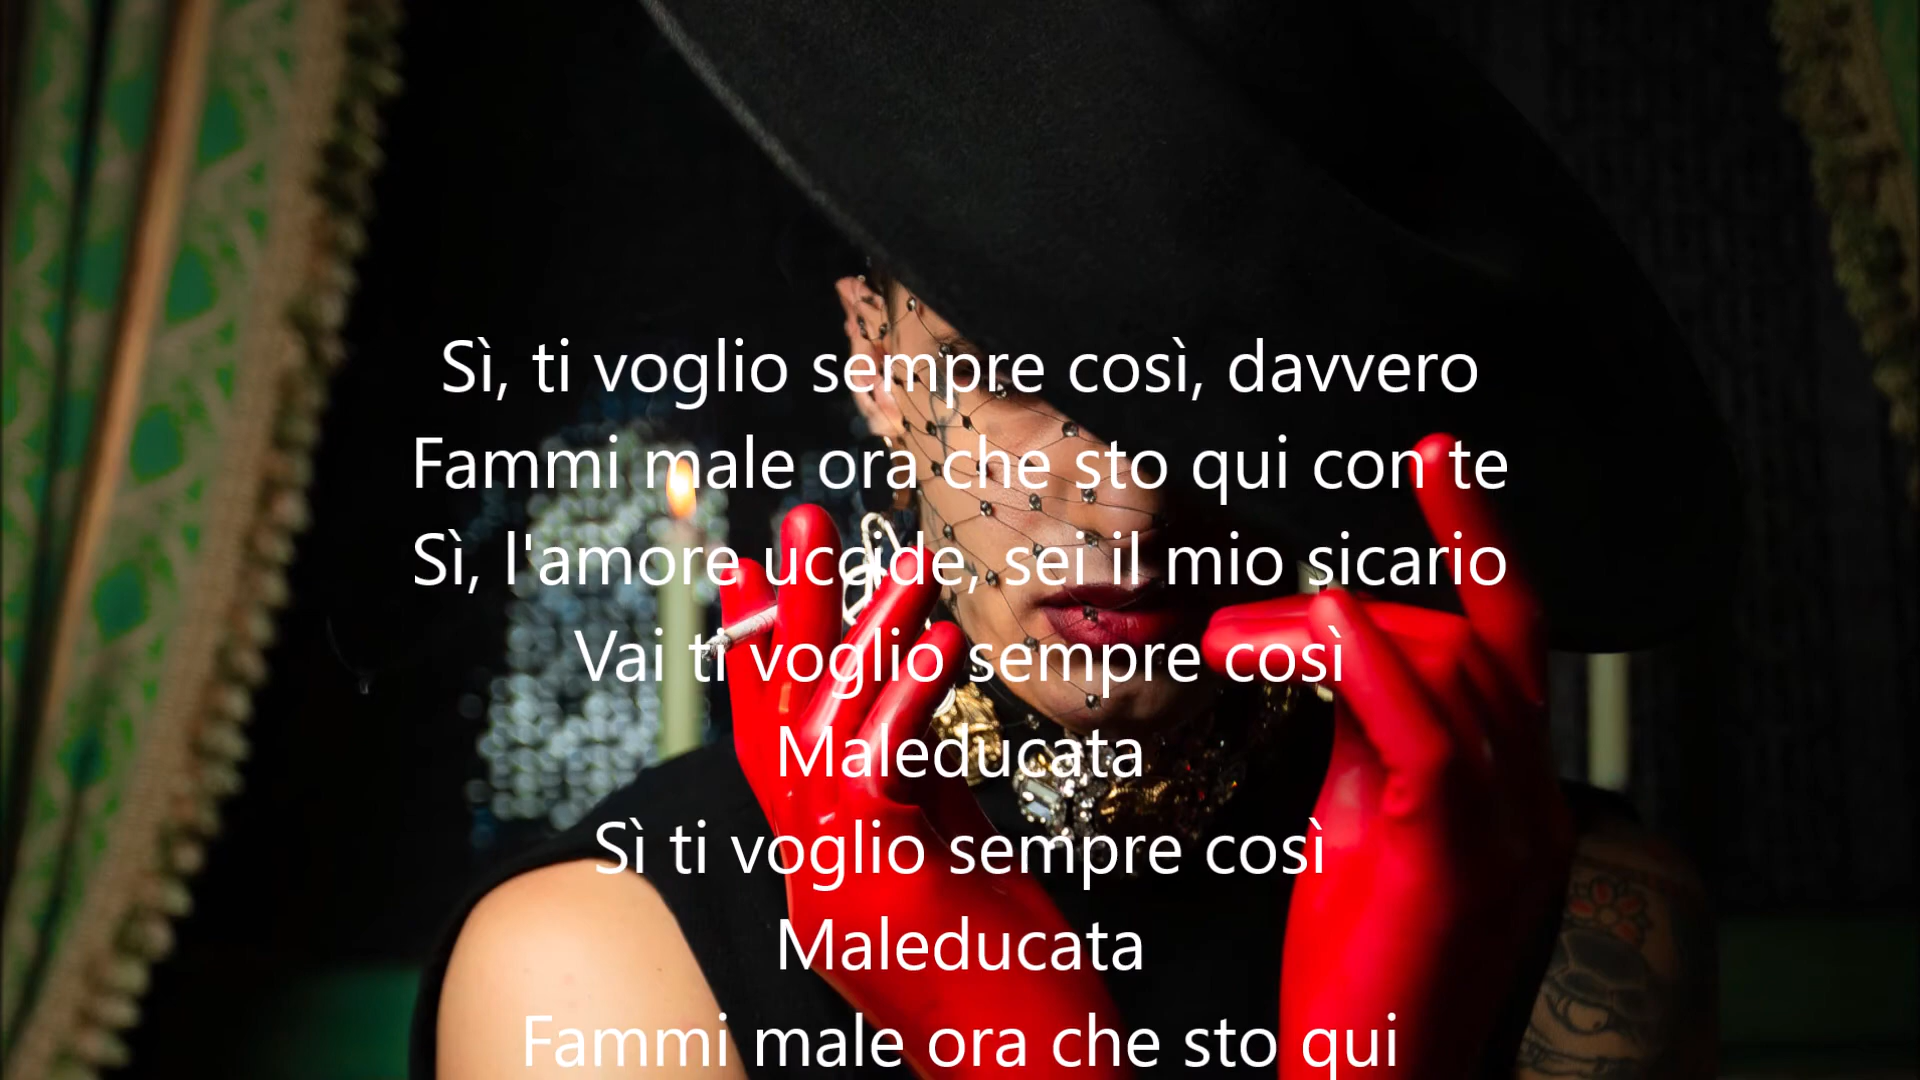 Sì, ti voglio sempre così, davvero
Fammi male ora che sto qui con te
Sì, l'amore uccide, sei il mio sicario
Vai ti voglio sempre così
Maleducata
Sì ti voglio sempre così
Maleducata
Fammi male ora che sto qui